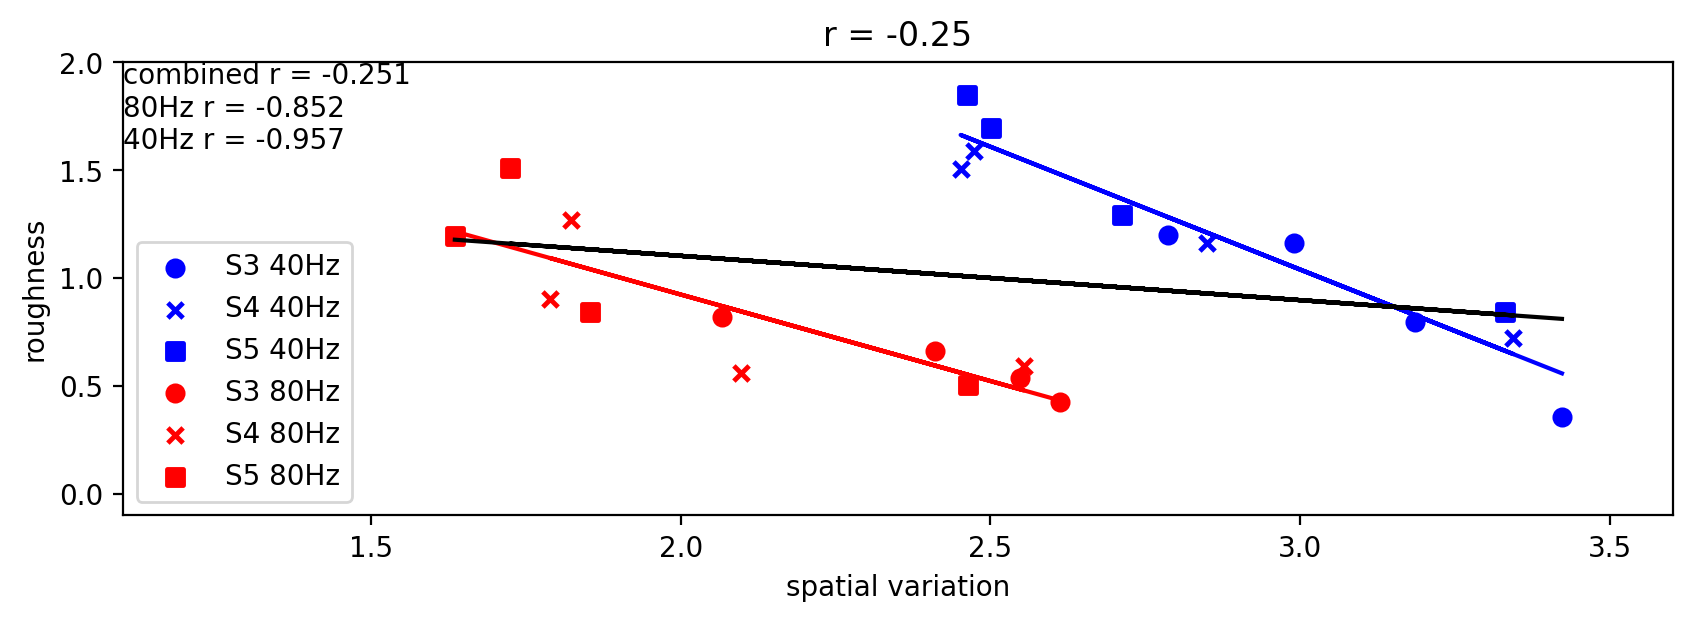 r = -0.25
combined r = -0.251
80Hz r = -0.852
40Hz r = -0.957
2.0
1.5
1.0
0.5
0.0
roughness
S3 40Hz
S4 40Hz
S5 40Hz
S3 80Hz
S4 80Hz
S5 80Hz
1.5 2.0 2.5 3.0 3.5
spatial variation